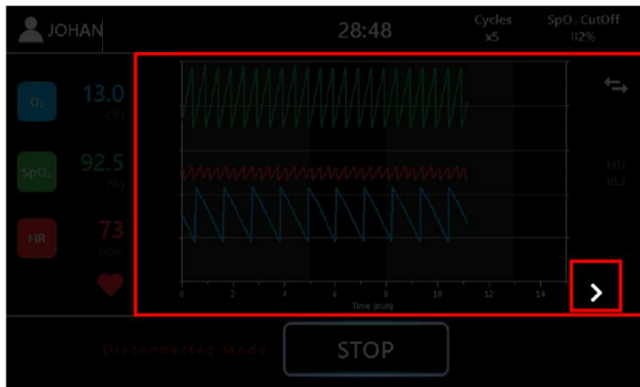 JOHAN
28:48
Cycles
x5
SpO₂ CutOff
82%
O₂
13.0
(%)
SpO₂
92.5
(%)
HR
73
bpm
0 2 4 6 8 10 12 14
Time (min)
Disconnected Mode
STOP